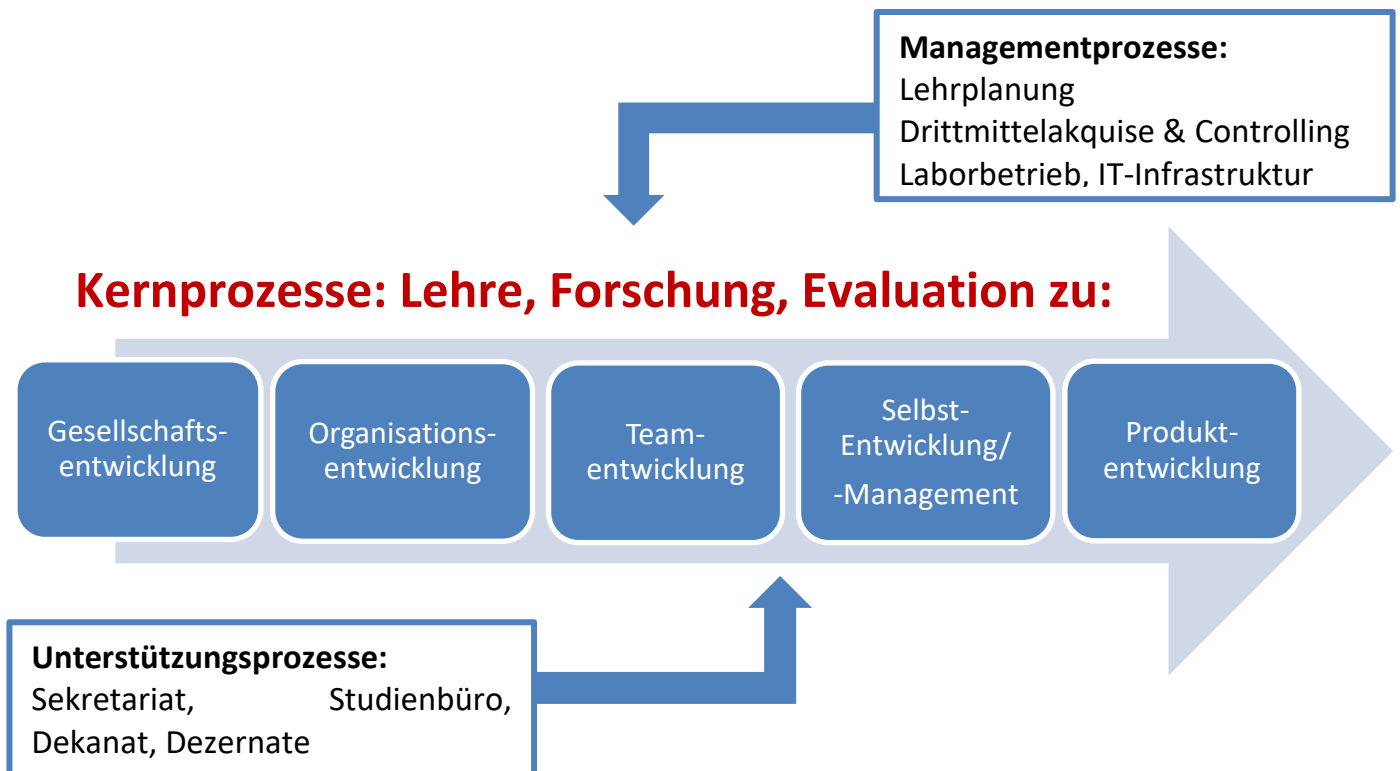 Managementprozesse:
Lehrplanung
Drittmittelakquise & Controlling
Laborbetrieb, IT-Infrastruktur
Kernprozesse: Lehre, Forschung, Evaluation zu:
Gesellschafts-
entwicklung
Organisations-
entwicklung
Team-
entwicklung
Selbst-
Entwicklung/
-Management
Produkt-
entwicklung
Unterstützungsprozesse:
Sekretariat, Studienbüro,
Dekanat, Dezernate